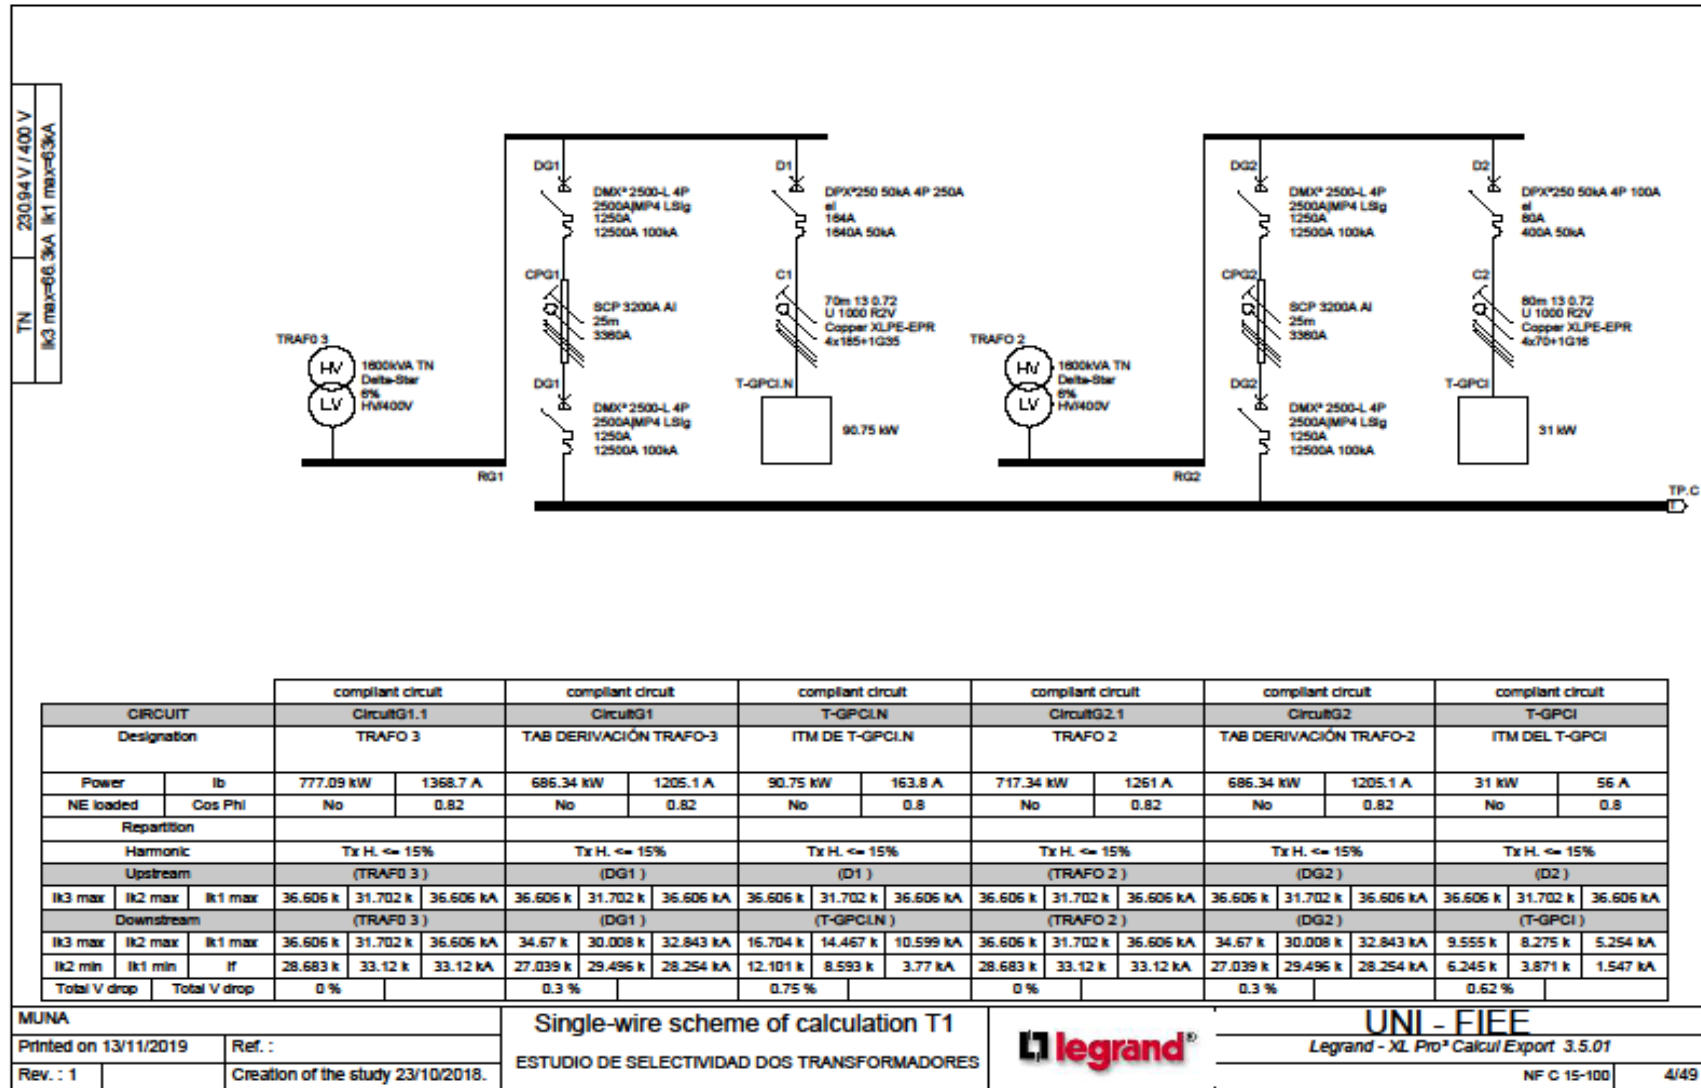 TN
230.94 V / 400 V
Ik3 max=66.3kA Ik1 max=63kA
TRAF0 3
HV
LV
1600kVA TN
Delta-Star
6%
HV/400V
RG1
DG1
DMX³ 2500-L 4P
2500A|MP4 LSIg
1250A
12500A 100kA
CPG1
SCP 3200A Al
25m
3360A
DG1
DMX³ 2500-L 4P
2500A|MP4 LSIg
1250A
12500A 100kA
D1
DPX³250 50kA 4P 250A
el
164A
1640A 50kA
C1
70m 13 0.72
U 1000 R2V
Copper XLPE-EPR
4x185+1G35
T-GPCI.N
90.75 kW
TRAFO 2
HV
LV
1600kVA TN
Delta-Star
6%
HV/400V
RG2
DG2
DMX³ 2500-L 4P
2500A|MP4 LSIg
1250A
12500A 100kA
CPG2
SCP 3200A Al
25m
3360A
DG2
DMX³ 2500-L 4P
2500A|MP4 LSIg
1250A
12500A 100kA
D2
DPX³250 50kA 4P 100A
el
80A
400A 50kA
C2
80m 13 0.72
U 1000 R2V
Copper XLPE-EPR
4x70+1G16
T-GPCI
31 kW
TP.C
compliant circuit compliant circuit compliant circuit compliant circuit compliant circuit compliant circuit
CIRCUIT CircuitG1.1 CircuitG1 T-GPCI.N CircuitG2.1 CircuitG2 T-GPCI
Designation TRAFO 3 TAB DERIVACIÓN TRAFO-3 ITM DE T-GPCI.N TRAFO 2 TAB DERIVACIÓN TRAFO-2 ITM DEL T-GPCI
Power Ib 777.09 kW 1368.7 A 686.34 kW 1205.1 A 90.75 kW 163.8 A 717.34 kW 1261 A 686.34 kW 1205.1 A 31 kW 56 A
NE loaded Cos Phi No 0.82 No 0.82 No 0.8 No 0.82 No 0.82 No 0.8
Repartition
Harmonic Tx H. <= 15% Tx H. <= 15% Tx H. <= 15% Tx H. <= 15% Tx H. <= 15% Tx H. <= 15%
Upstream (TRAF0 3 ) (DG1 ) (D1 ) (TRAFO 2 ) (DG2 ) (D2 )
Ik3 max Ik2 max Ik1 max 36.606 k 31.702 k 36.606 kA 36.606 k 31.702 k 36.606 kA 36.606 k 31.702 k 36.606 kA 36.606 k 31.702 k 36.606 kA 36.606 k 31.702 k 36.606 kA 36.606 k 31.702 k 36.606 kA
Downstream (TRAF0 3 ) (DG1 ) (T-GPCI.N ) (TRAFO 2 ) (DG2 ) (T-GPCI )
Ik3 max Ik2 max Ik1 max 36.606 k 31.702 k 36.606 kA 34.67 k 30.008 k 32.843 kA 16.704 k 14.467 k 10.599 kA 36.606 k 31.702 k 36.606 kA 34.67 k 30.008 k 32.843 kA 9.555 k 8.275 k 5.254 kA
Ik2 min Ik1 min If 28.683 k 33.12 k 33.12 kA 27.039 k 29.496 k 28.254 kA 12.101 k 8.593 k 3.77 kA 28.683 k 33.12 k 33.12 kA 27.039 k 29.496 k 28.254 kA 6.245 k 3.871 k 1.547 kA
Total V drop Total V drop 0 % 0.3 % 0.75 % 0 % 0.3 % 0.62 %
MUNA
Printed on 13/11/2019 Ref. :
Rev. : 1 Creation of the study 23/10/2018.
Single-wire scheme of calculation T1
ESTUDIO DE SELECTIVIDAD DOS TRANSFORMADORES
legrand®
UNI - FIEE
Legrand - XL Pro³ Calcul Export 3.5.01
NF C 15-100 4/49